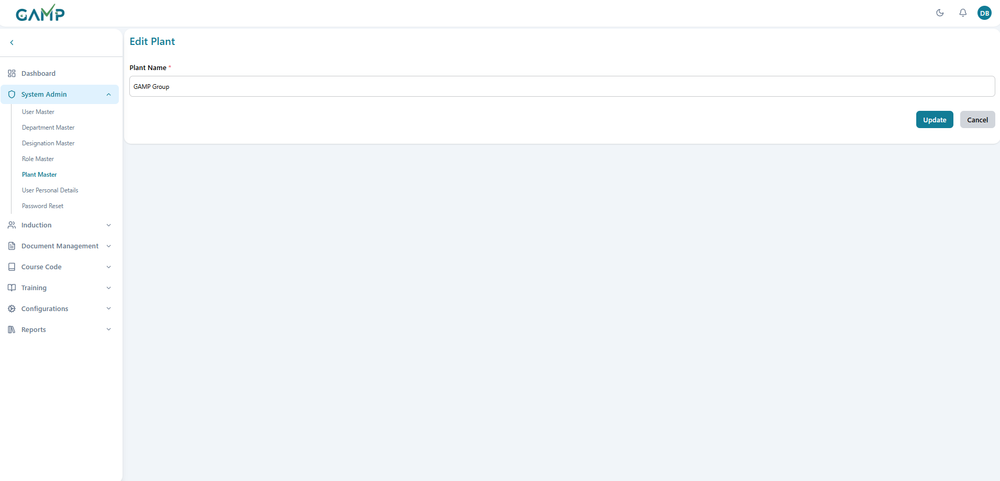 GAMP
DB
Edit Plant
Plant Name *
GAMP Group
Update
Cancel
Dashboard
System Admin
User Master
Department Master
Designation Master
Role Master
Plant Master
User Personal Details
Password Reset
Induction
Document Management
Course Code
Training
Configurations
Reports